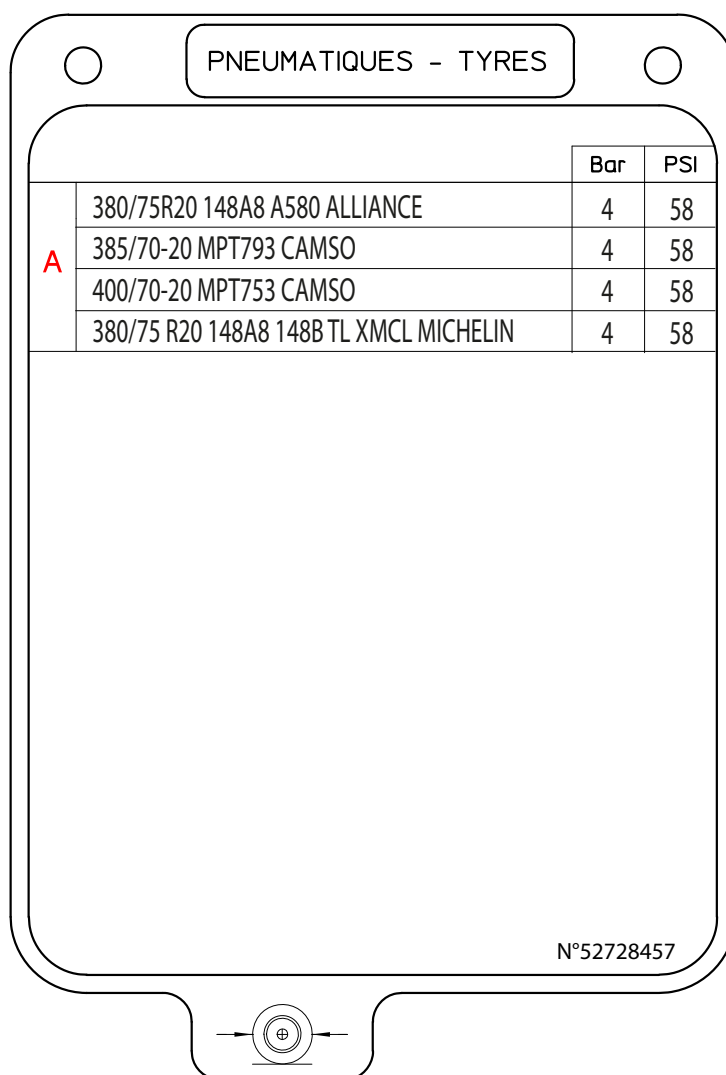 PNEUMATIQUES - TYRES
Bar PSI
A
380/75R20 148A8 A580 ALLIANCE 4 58
385/70-20 MPT793 CAMSO 4 58
400/70-20 MPT753 CAMSO 4 58
380/75 R20 148A8 148B TL XMCL MICHELIN 4 58
N°52728457